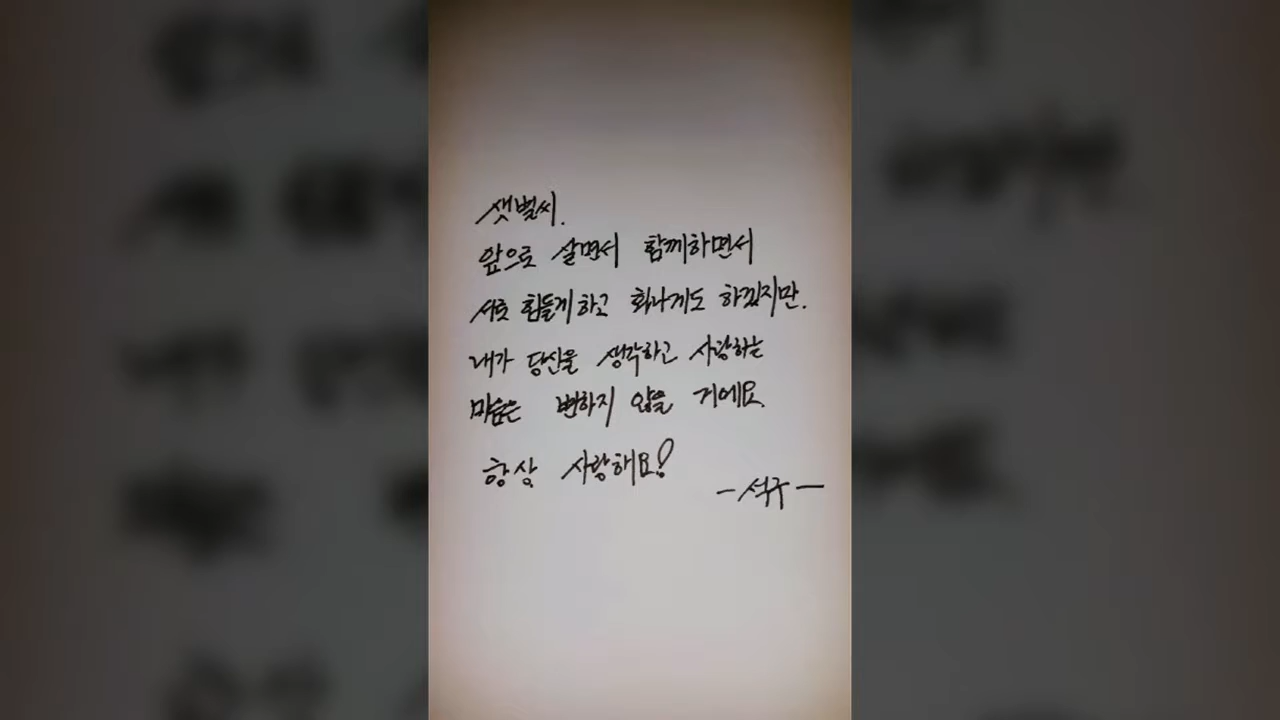 샛별씨.
앞으로 살면서 함께하면서
서로 힘들게 하고 화나게도 하겠지만.
내가 당신을 생각하고 사랑하는
마음은 변하지 않을 거에요.
항상 사랑해요!
-석규-